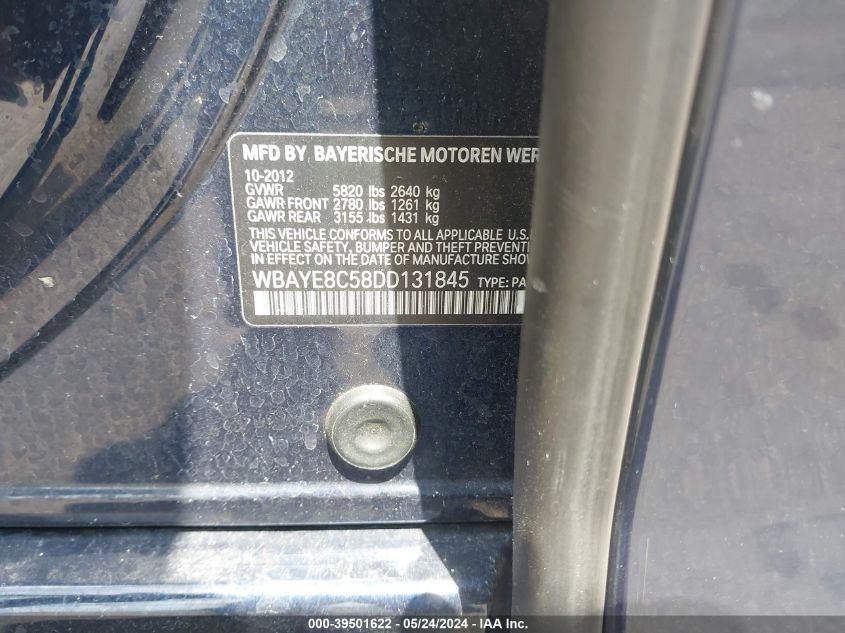 MFD BY BAYERISCHE MOTOREN WER
10-2012
GVWR 5820 lbs 2640 kg
GAWR FRONT 2780 lbs 1261 kg
GAWR REAR 3155 lbs 1431 kg
THIS VEHICLE CONFORMS TO ALL APPLICABLE U.S.
VEHICLE SAFETY, BUMPER AND THEFT PREVENTI
IN EFFECT ON THE DATE OF MANUFACTURE SHOW
WBAYE8C58DD131845 TYPE: PA
000-39501622 - 05/24/2024 - IAA Inc.